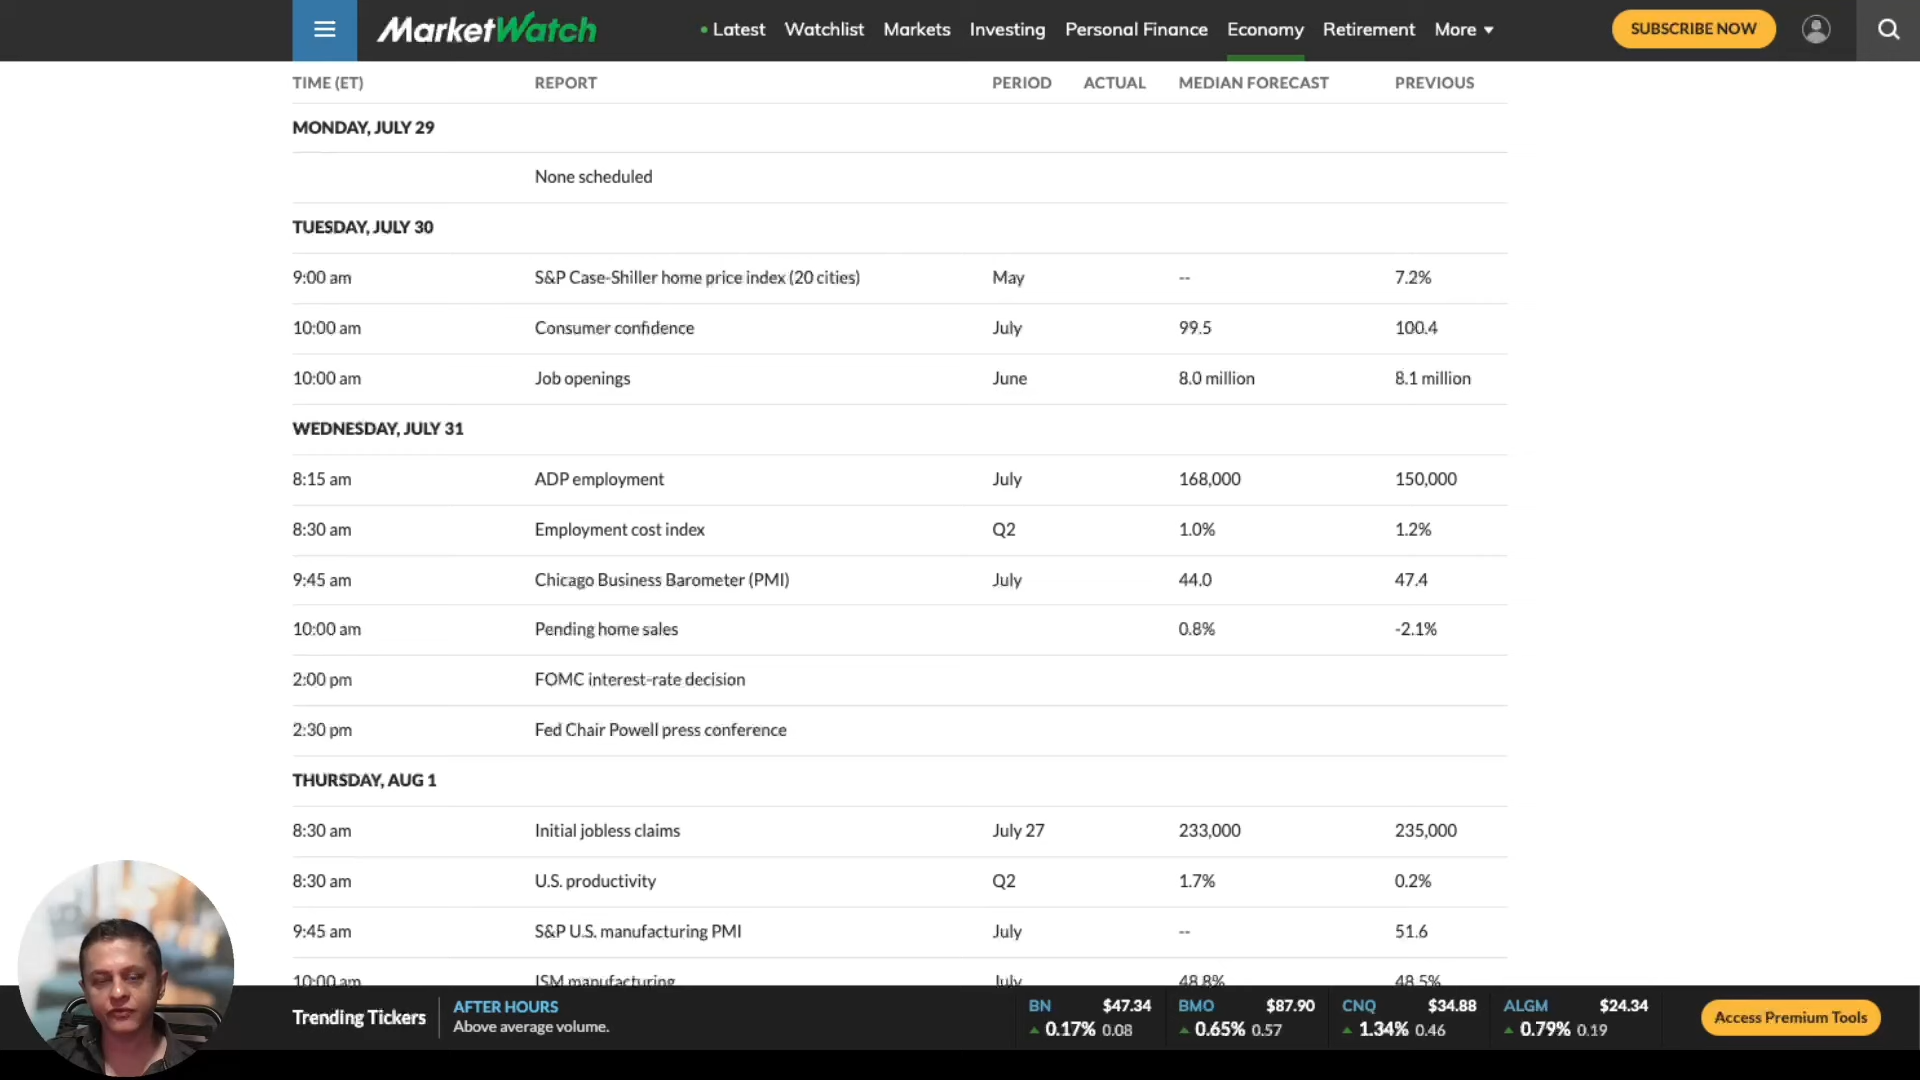 MarketWatch Latest Watchlist Markets Investing Personal Finance Economy Retirement More SUBSCRIBE NOW
TIME (ET) REPORT PERIOD ACTUAL MEDIAN FORECAST PREVIOUS
MONDAY, JULY 29
None scheduled
TUESDAY, JULY 30
9:00 am S&P Case-Shiller home price index (20 cities) May -- 7.2%
10:00 am Consumer confidence July 99.5 100.4
10:00 am Job openings June 8.0 million 8.1 million
WEDNESDAY, JULY 31
8:15 am ADP employment July 168,000 150,000
8:30 am Employment cost index Q2 1.0% 1.2%
9:45 am Chicago Business Barometer (PMI) July 44.0 47.4
10:00 am Pending home sales 0.8% -2.1%
2:00 pm FOMC interest-rate decision
2:30 pm Fed Chair Powell press conference
THURSDAY, AUG 1
8:30 am Initial jobless claims July 27 233,000 235,000
8:30 am U.S. productivity Q2 1.7% 0.2%
9:45 am S&P U.S. manufacturing PMI July -- 51.6
10:00 am ISM manufacturing July 48.8% 48.5%
Trending Tickers AFTER HOURS BN $47.34 BMO $87.90 CNQ $34.88 ALGM $24.34 Access Premium Tools
Above average volume. 0.17% 0.08 0.65% 0.57 1.34% 0.46 0.79% 0.19